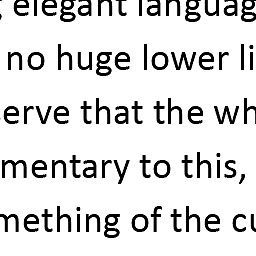 elegant languag
no huge lower li
erve that the wh
mentary to this,
mething of the cu